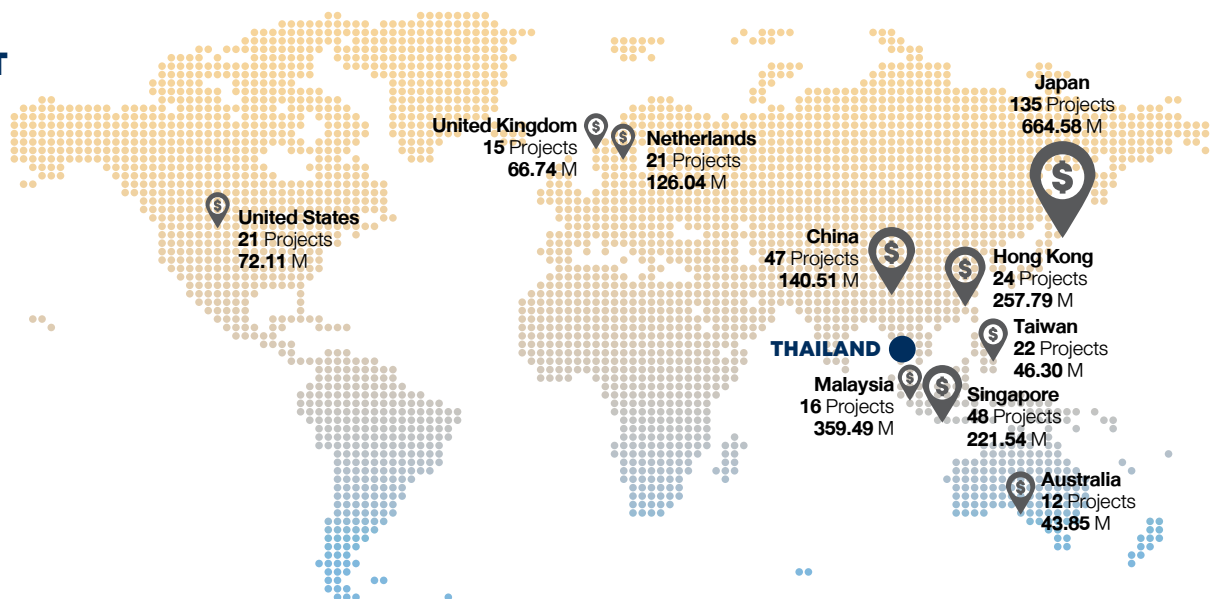 T
Japan
135 Projects
664.58 M
United Kingdom
15 Projects
66.74 M
Netherlands
21 Projects
126.04 M
United States
21 Projects
72.11 M
China
47 Projects
140.51 M
Hong Kong
24 Projects
257.79 M
Taiwan
22 Projects
46.30 M
THAILAND
Malaysia
16 Projects
359.49 M
Singapore
48 Projects
221.54 M
Australia
12 Projects
43.85 M